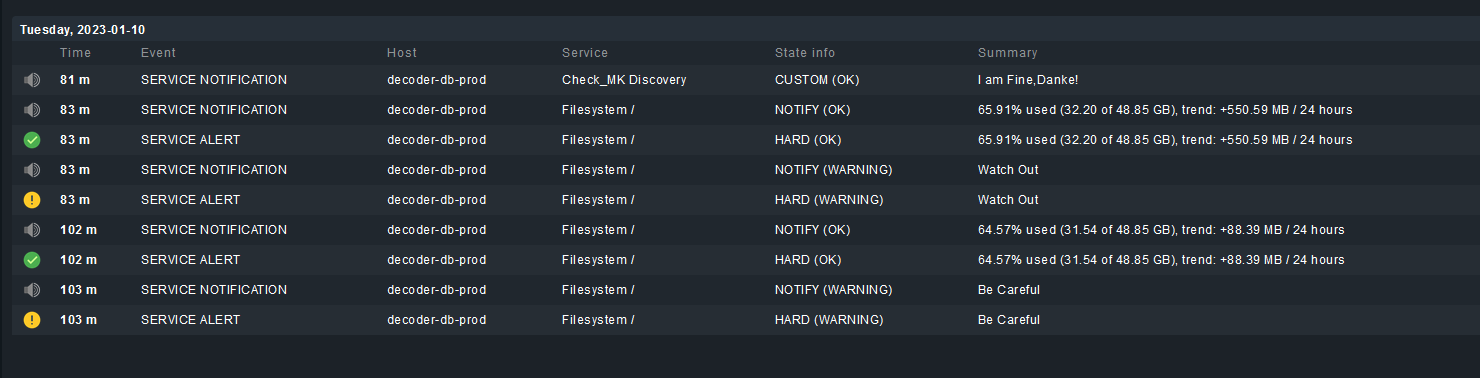 Tuesday, 2023-01-10
Time Event Host Service State info Summary
81 m SERVICE NOTIFICATION decoder-db-prod Check_MK Discovery CUSTOM (OK) I am Fine,Danke!
83 m SERVICE NOTIFICATION decoder-db-prod Filesystem / NOTIFY (OK) 65.91% used (32.20 of 48.85 GB), trend: +550.59 MB / 24 hours
83 m SERVICE ALERT decoder-db-prod Filesystem / HARD (OK) 65.91% used (32.20 of 48.85 GB), trend: +550.59 MB / 24 hours
83 m SERVICE NOTIFICATION decoder-db-prod Filesystem / NOTIFY (WARNING) Watch Out
83 m SERVICE ALERT decoder-db-prod Filesystem / HARD (WARNING) Watch Out
102 m SERVICE NOTIFICATION decoder-db-prod Filesystem / NOTIFY (OK) 64.57% used (31.54 of 48.85 GB), trend: +88.39 MB / 24 hours
102 m SERVICE ALERT decoder-db-prod Filesystem / HARD (OK) 64.57% used (31.54 of 48.85 GB), trend: +88.39 MB / 24 hours
103 m SERVICE NOTIFICATION decoder-db-prod Filesystem / NOTIFY (WARNING) Be Careful
103 m SERVICE ALERT decoder-db-prod Filesystem / HARD (WARNING) Be Careful